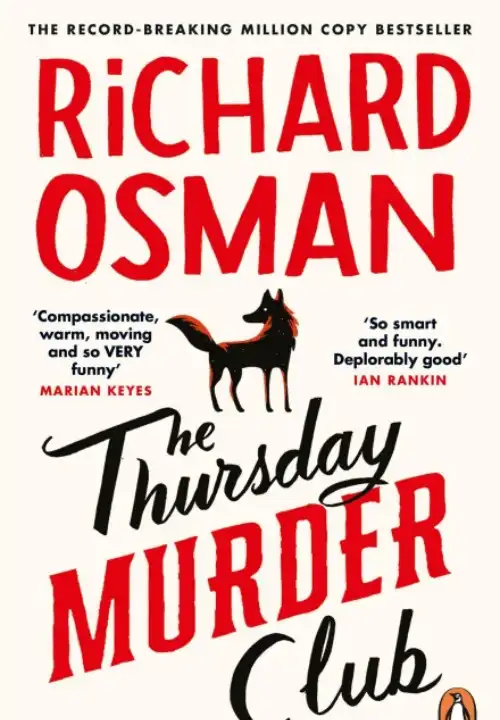 THE RECORD-BREAKING MILLION COPY BESTSELLER
RiCHARD
OSMAN
‘Compassionate,
warm, moving
and so VERY
funny’
MARIAN KEYES
‘So smart
and funny.
Deplorably good’
IAN RANKIN
The
Thursday
MURDER
Club